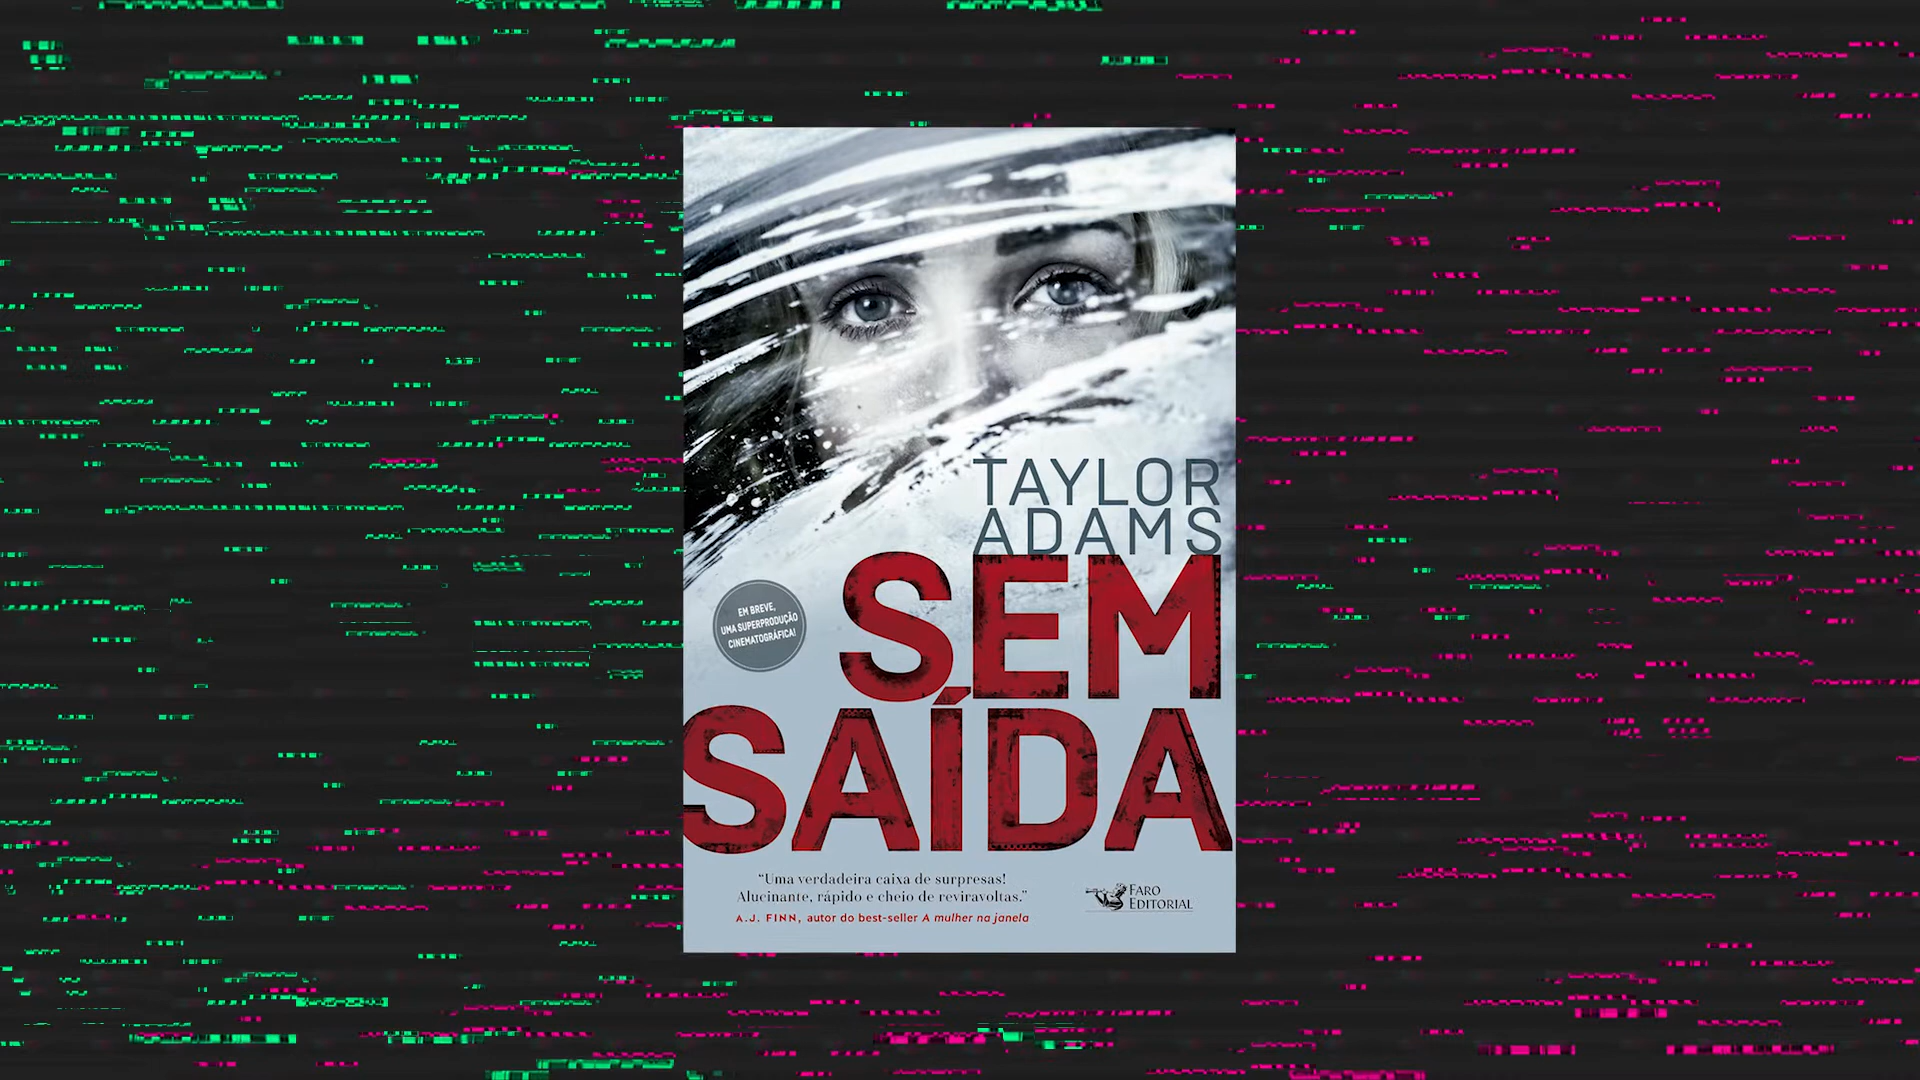 TAYLOR
ADAMS
SEM
SAÍDA
EM BREVE,
UMA SUPERPRODUÇÃO
CINEMATOGRÁFICA!
“Uma verdadeira caixa de surpresas!
Alucinante, rápido e cheio de reviravoltas.”
A.J. FINN, autor do best-seller A mulher na janela
FARO
EDITORIAL